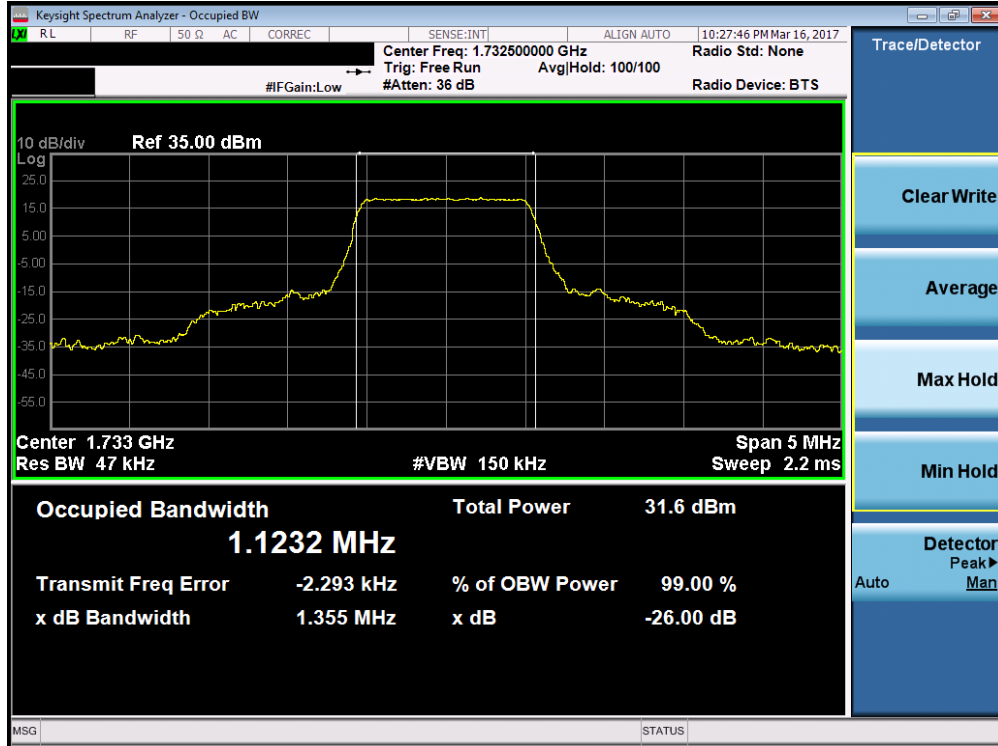 Keysight Spectrum Analyzer - Occupied BW
LXI RL RF 50 Ω AC CORREC SENSE:INT ALIGN AUTO 10:27:46 PM Mar 16, 2017
Center Freq: 1.732500000 GHz Radio Std: None
Trig: Free Run Avg|Hold: 100/100
#IFGain:Low #Atten: 36 dB Radio Device: BTS
10 dB/div Ref 35.00 dBm
Log
25.0
15.0
5.00
-5.00
-15.0
-25.0
-35.0
-45.0
-55.0
Center 1.733 GHz Span 5 MHz
Res BW 47 kHz #VBW 150 kHz Sweep 2.2 ms
Occupied Bandwidth Total Power 31.6 dBm
1.1232 MHz
Transmit Freq Error -2.293 kHz % of OBW Power 99.00 %
x dB Bandwidth 1.355 MHz x dB -26.00 dB
MSG STATUS
Trace/Detector
Clear Write
Average
Max Hold
Min Hold
Detector
Peak▶
Auto Man